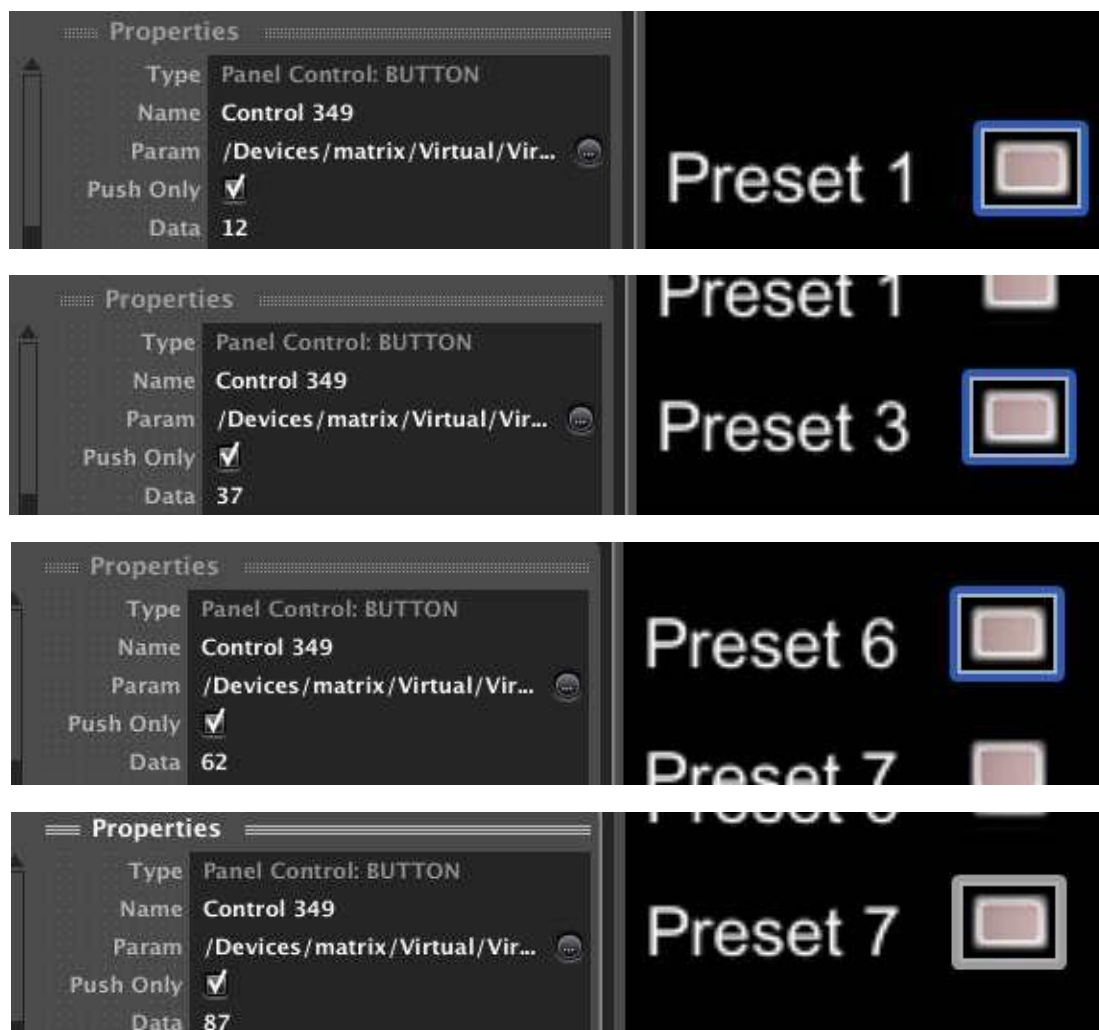 Properties
Type Panel Control: BUTTON
Name Control 349
Param /Devices/matrix/Virtual/Vir...
Push Only
Data 12
Preset 1
Properties
Type Panel Control: BUTTON
Name Control 349
Param /Devices/matrix/Virtual/Vir...
Push Only
Data 37
Preset 1
Preset 3
Properties
Type Panel Control: BUTTON
Name Control 349
Param /Devices/matrix/Virtual/Vir...
Push Only
Data 62
Preset 6
Preset 7
Properties
Type Panel Control: BUTTON
Name Control 349
Param /Devices/matrix/Virtual/Vir...
Push Only
Data 87
Preset 7